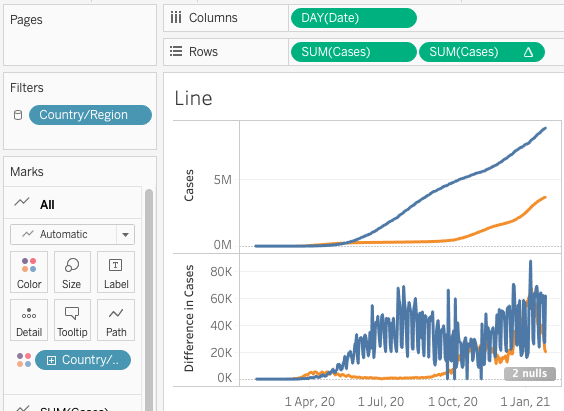 Pages
Columns
DAY(Date)
Rows
SUM(Cases)
SUM(Cases) Δ
Filters
Country/Region
Marks
All
Automatic
Color
Size
Label
Detail
Tooltip
Path
Country/..
SUM(Cases)
Line
Cases
5M
0M
Difference in Cases
80K
60K
40K
20K
0K
2 nulls
1 Apr, 20
1 Jul, 20
1 Oct, 20
1 Jan, 21